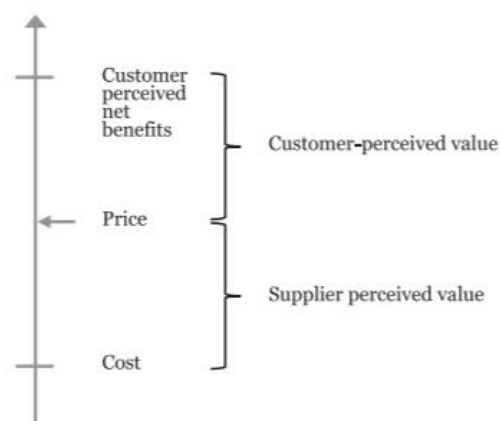 Customer
perceived
net
benefits
Customer-perceived value
Price
Supplier perceived value
Cost